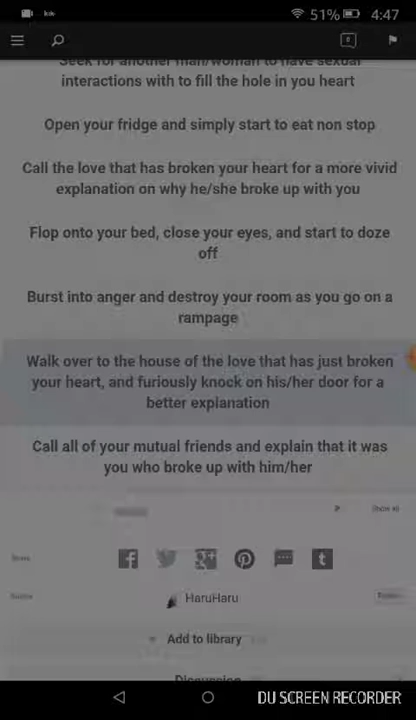 51% 4:47
Seek for another man/woman to have sexual
interactions with to fill the hole in you heart
Open your fridge and simply start to eat non stop
Call the love that has broken your heart for a more vivid
explanation on why he/she broke up with you
Flop onto your bed, close your eyes, and start to doze
off
Burst into anger and destroy your room as you go on a
rampage
Walk over to the house of the love that has just broken
your heart, and furiously knock on his/her door for a
better explanation
Call all of your mutual friends and explain that it was
you who broke up with him/her
Show all
Share
HaruHaru
Add to library
Discussion
DU SCREEN RECORDER